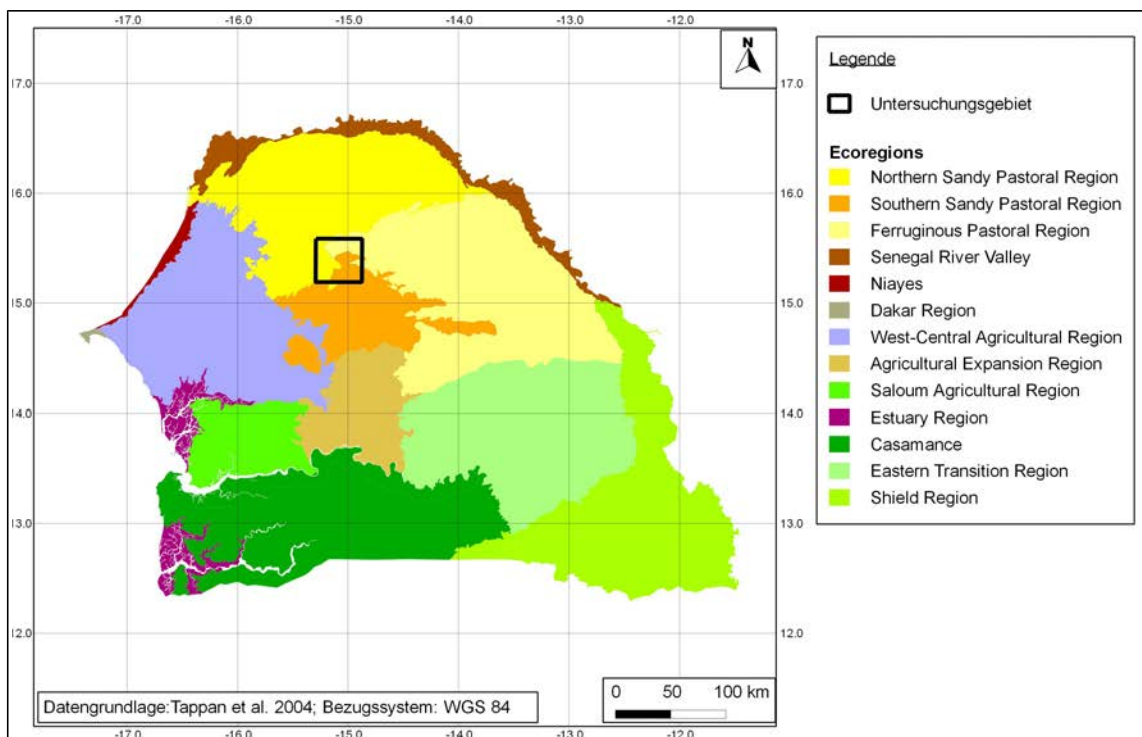 -17.0 -16.0 -15.0 -14.0 -13.0 -12.0
N
17.0 17.0
16.0 16.0
15.0 15.0
14.0 14.0
13.0 13.0
12.0 12.0
Datengrundlage:Tappan et al. 2004; Bezugssystem: WGS 84
0 50 100 km
-17.0 -16.0 -15.0 -14.0 -13.0 -12.0
Legende
Untersuchungsgebiet
Ecoregions
Northern Sandy Pastoral Region
Southern Sandy Pastoral Region
Ferruginous Pastoral Region
Senegal River Valley
Niayes
Dakar Region
West-Central Agricultural Region
Agricultural Expansion Region
Saloum Agricultural Region
Estuary Region
Casamance
Eastern Transition Region
Shield Region